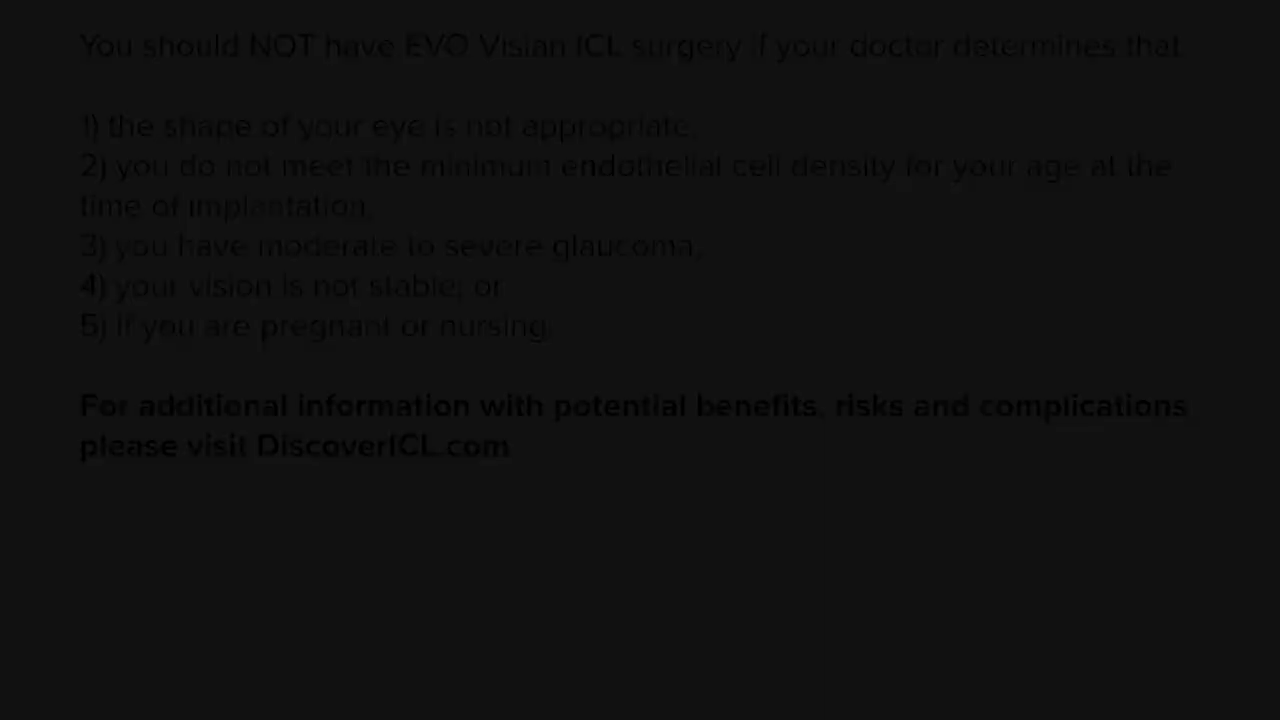 You should NOT have EVO Visian ICL surgery if your doctor determines that
1) the shape of your eye is not appropriate,
2) you do not meet the minimum endothelial cell density for your age at the
time of implantation,
3) you have moderate to severe glaucoma,
4) your vision is not stable; or
5) if you are pregnant or nursing.
For additional information with potential benefits, risks and complications
please visit DiscoverICL.com